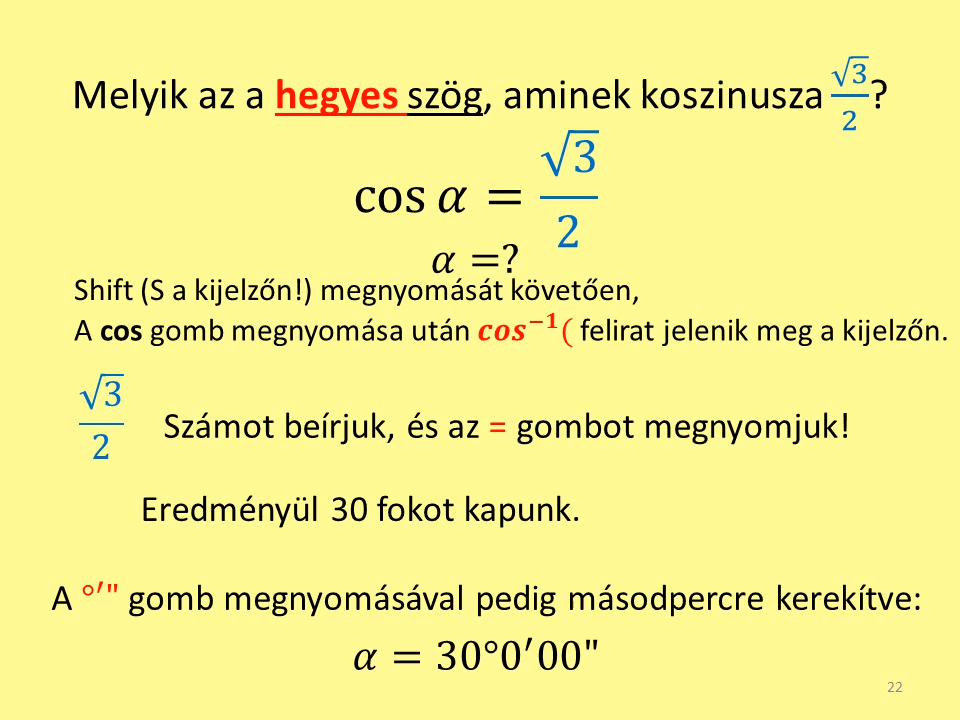 Melyik az a hegyes szög, aminek koszinusza √3/2?
cos α = √3/2
α =?
Shift (S a kijelzőn!) megnyomását követően,
A cos gomb megnyomása után cos⁻¹( felirat jelenik meg a kijelzőn.
√3/2 Számot beírjuk, és az = gombot megnyomjuk!
Eredményül 30 fokot kapunk.
A °′" gomb megnyomásával pedig másodpercre kerekítve:
α = 30°0′00"
22